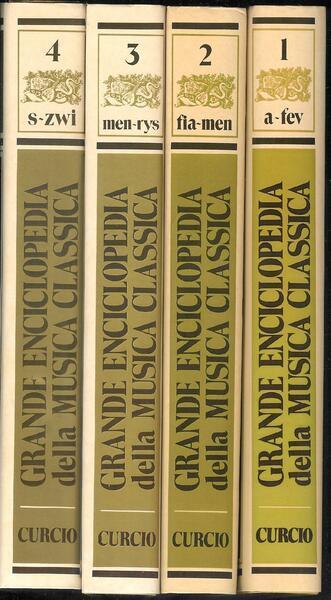 4
s-zwi
GRANDE ENCICLOPEDIA
della MUSICA CLASSICA
CURCIO
3
men-rys
GRANDE ENCICLOPEDIA
della MUSICA CLASSICA
CURCIO
2
fia-men
GRANDE ENCICLOPEDIA
della MUSICA CLASSICA
CURCIO
1
a-fev
GRANDE ENCICLOPEDIA
della MUSICA CLASSICA
CURCIO